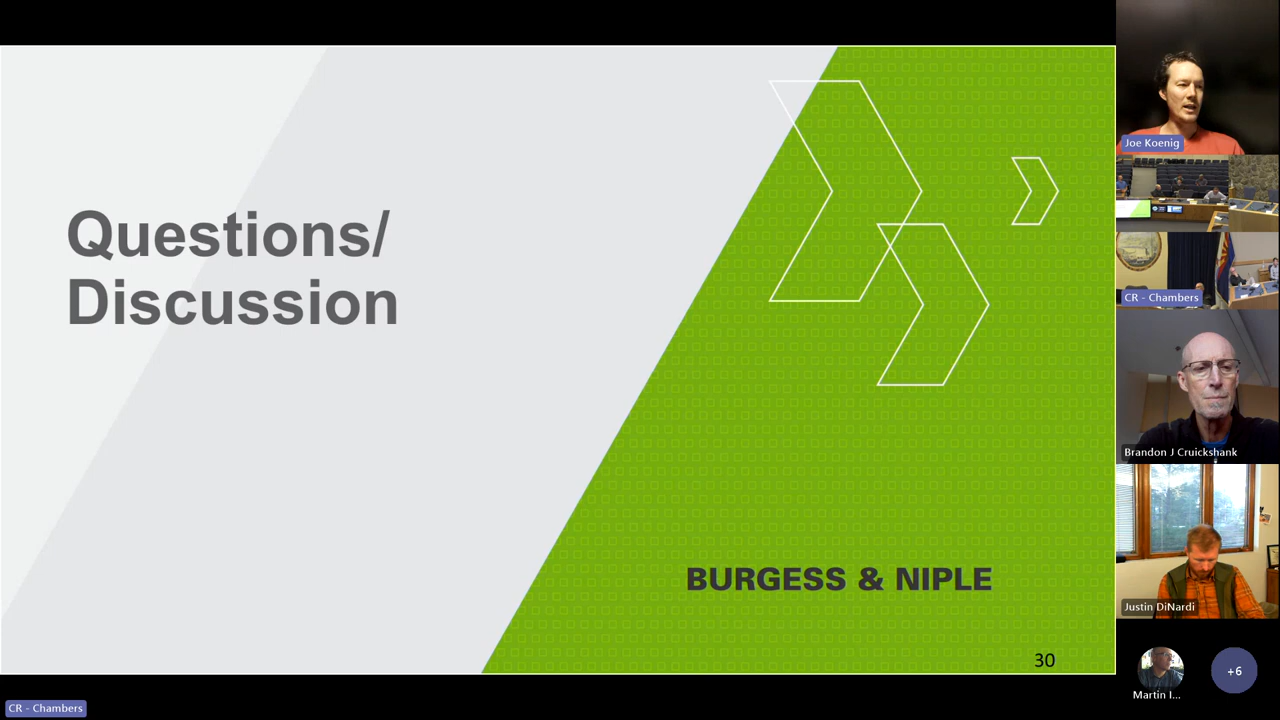 Questions/
Discussion
BURGESS & NIPLE
30
CR - Chambers
Joe Koenig
CR - Chambers
Brandon J Cruickshank
Justin DiNardi
Martin I...
+6